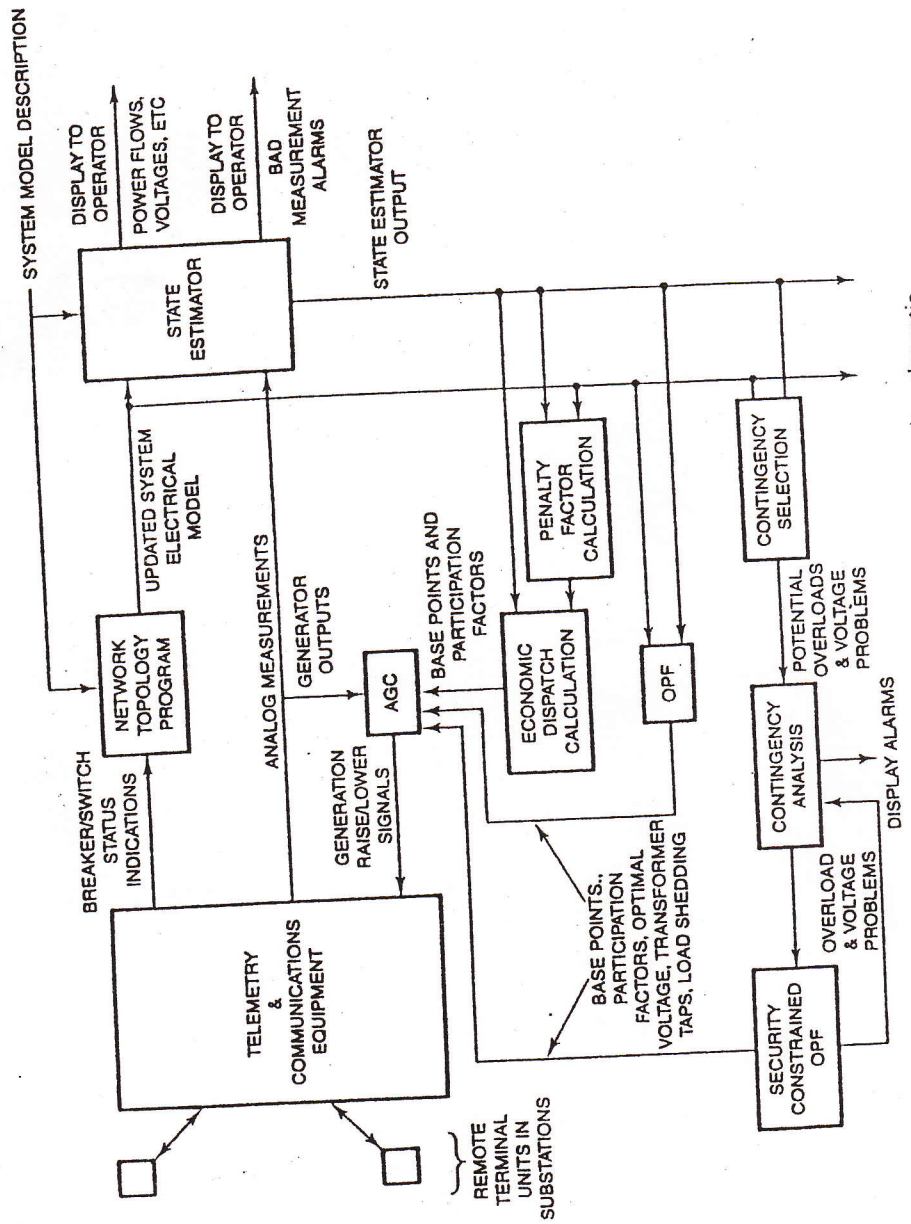 SYSTEM MODEL DESCRIPTION
DISPLAY TO
OPERATOR
POWER FLOWS,
VOLTAGES, ETC
DISPLAY TO
OPERATOR
BAD
MEASUREMENT
ALARMS
STATE
ESTIMATOR
STATE ESTIMATOR
OUTPUT
UPDATED SYSTEM
ELECTRICAL
MODEL
NETWORK
TOPOLOGY
PROGRAM
BREAKER/SWITCH
STATUS
INDICATIONS
ANALOG MEASUREMENTS
GENERATOR
OUTPUTS
AGC
GENERATION
RAISE/LOWER
SIGNALS
TELEMETRY
&
COMMUNICATIONS
EQUIPMENT
REMOTE
TERMINAL
UNITS IN
SUBSTATIONS
BASE POINTS AND
PARTICIPATION
FACTORS
PENALTY
FACTOR
CALCULATION
ECONOMIC
DISPATCH
CALCULATION
OPF
BASE POINTS.,
PARTICIPATION
FACTORS, OPTIMAL
VOLTAGE, TRANSFORMER
TAPS, LOAD SHEDDING
CONTINGENCY
SELECTION
POTENTIAL
OVERLOADS
& VOLTAGE
PROBLEMS
CONTINGENCY
ANALYSIS
DISPLAY ALARMS
OVERLOAD
& VOLTAGE
PROBLEMS
SECURITY
CONSTRAINED
OPF